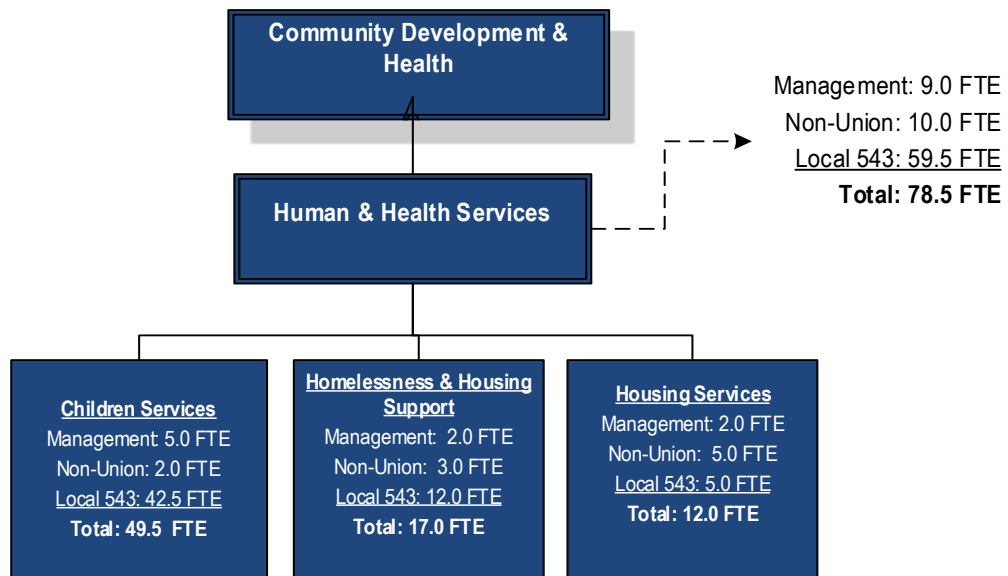 Community Development &
Health
Management: 9.0 FTE
Non-Union: 10.0 FTE
Local 543: 59.5 FTE
Total: 78.5 FTE
Human & Health Services
Children Services
Management: 5.0 FTE
Non-Union: 2.0 FTE
Local 543: 42.5 FTE
Total: 49.5 FTE
Homelessness & Housing
Support
Management: 2.0 FTE
Non-Union: 3.0 FTE
Local 543: 12.0 FTE
Total: 17.0 FTE
Housing Services
Management: 2.0 FTE
Non-Union: 5.0 FTE
Local 543: 5.0 FTE
Total: 12.0 FTE